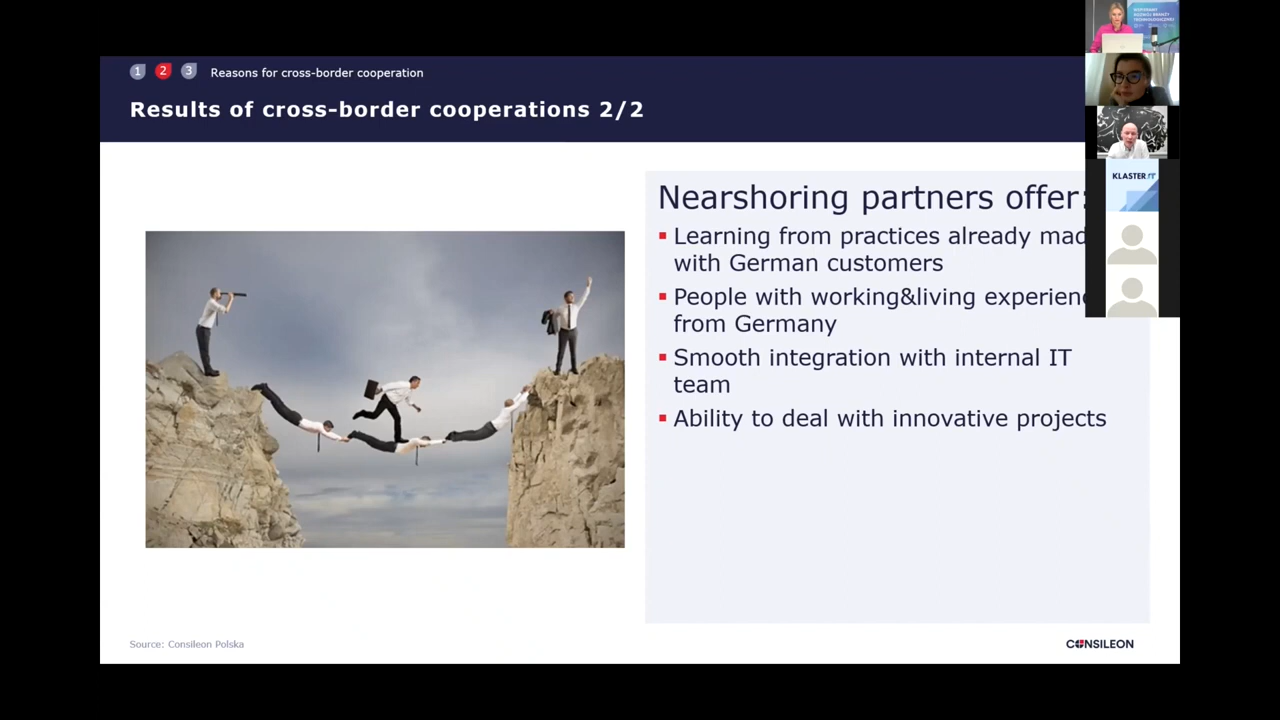 1 2 3 Reasons for cross-border cooperation
Results of cross-border cooperations 2/2
Nearshoring partners offer:
Learning from practices already mad
with German customers
People with working&living experienc
from Germany
Smooth integration with internal IT
team
Ability to deal with innovative projects
Source: Consileon Polska
CONSILEON
KLASTER.IT